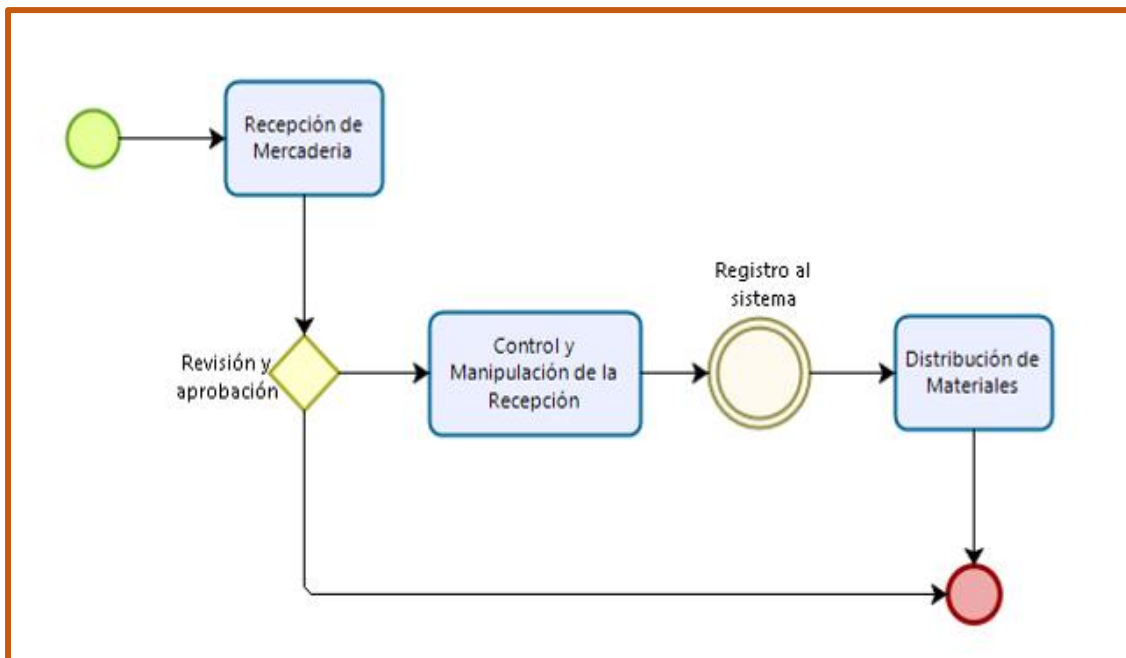 Recepción de
Mercaderia
Registro al
sistema
Revisión y
aprobación
Control y
Manipulación de la
Recepción
Distribución de
Materiales